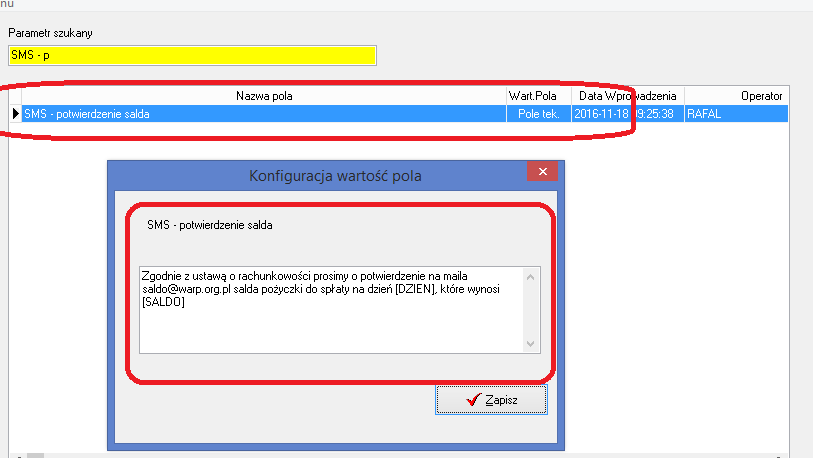 nu
Parametr szukany
SMS - p
Nazwa pola Wart.Pola Data Wprowadzenia Operator
SMS - potwierdzenie salda Pole tek. 2016-11-18 09:25:38 RAFAL
Konfiguracja wartość pola
SMS - potwierdzenie salda
Zgodnie z ustawą o rachunkowości prosimy o potwierdzenie na maila
saldo@warp.org.pl salda pożyczki do spłaty na dzień [DZIEN], które wynosi
[SALDO]
Zapisz